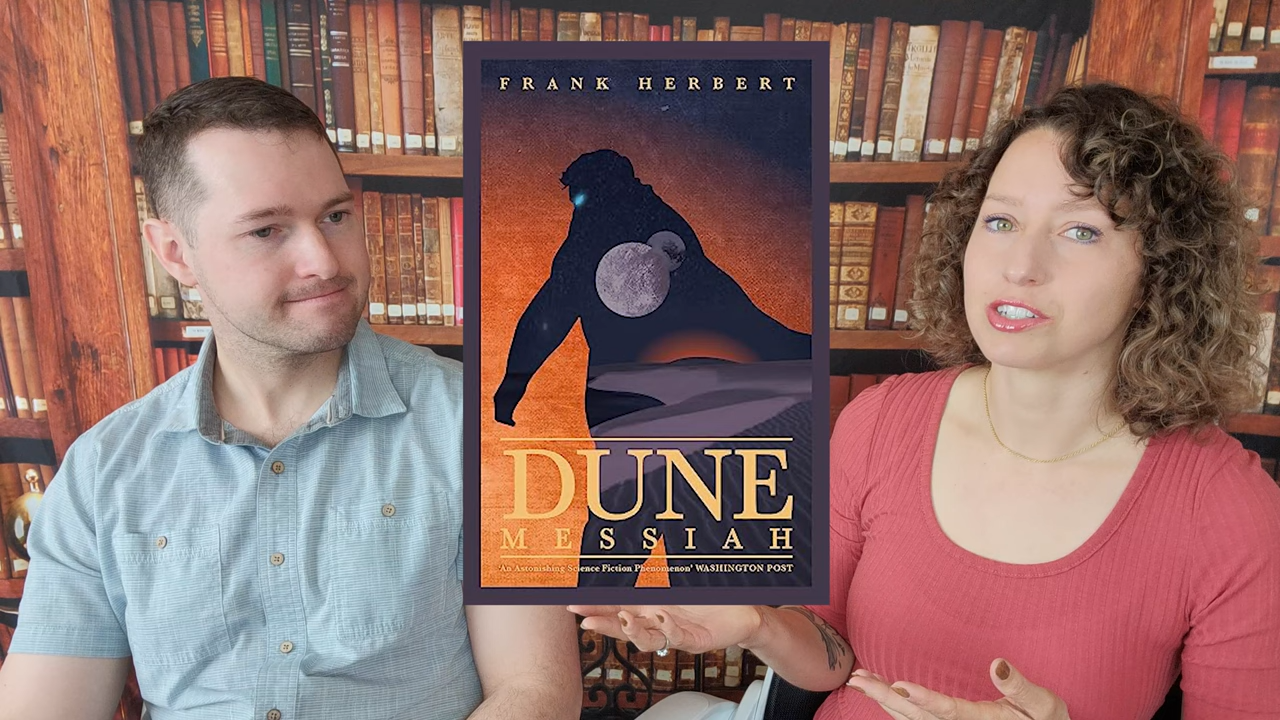 FRANK HERBERT
DUNE
MESSIAH
'An Astonishing Science Fiction Phenomenon' WASHINGTON POST